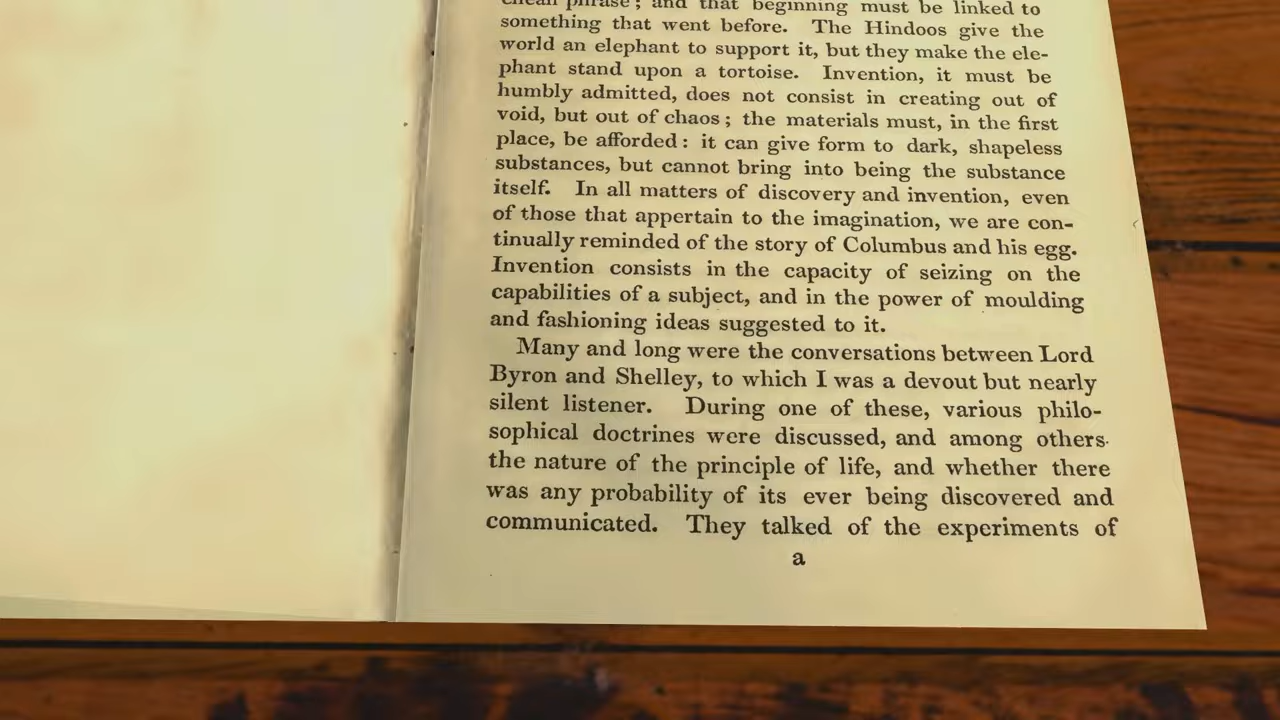 phrase; and that beginning must be linked to
something that went before. The Hindoos give the
world an elephant to support it, but they make the ele-
phant stand upon a tortoise. Invention, it must be
humbly admitted, does not consist in creating out of
void, but out of chaos; the materials must, in the first
place, be afforded: it can give form to dark, shapeless
substances, but cannot bring into being the substance
itself. In all matters of discovery and invention, even
of those that appertain to the imagination, we are con-
tinually reminded of the story of Columbus and his egg.
Invention consists in the capacity of seizing on the
capabilities of a subject, and in the power of moulding
and fashioning ideas suggested to it.
Many and long were the conversations between Lord
Byron and Shelley, to which I was a devout but nearly
silent listener. During one of these, various philo-
sophical doctrines were discussed, and among others
the nature of the principle of life, and whether there
was any probability of its ever being discovered and
communicated. They talked of the experiments of
a